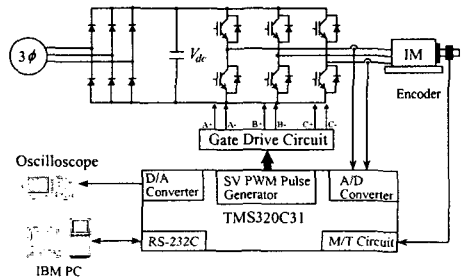 3φ
V_dc
IM
Encoder
A+ A- B+ B- C+ C-
Gate Drive Circuit
Oscilloscope
D/A
Converter
SV PWM Pulse
Generator
A/D
Converter
TMS320C31
RS-232C
M/T Circuit
IBM PC